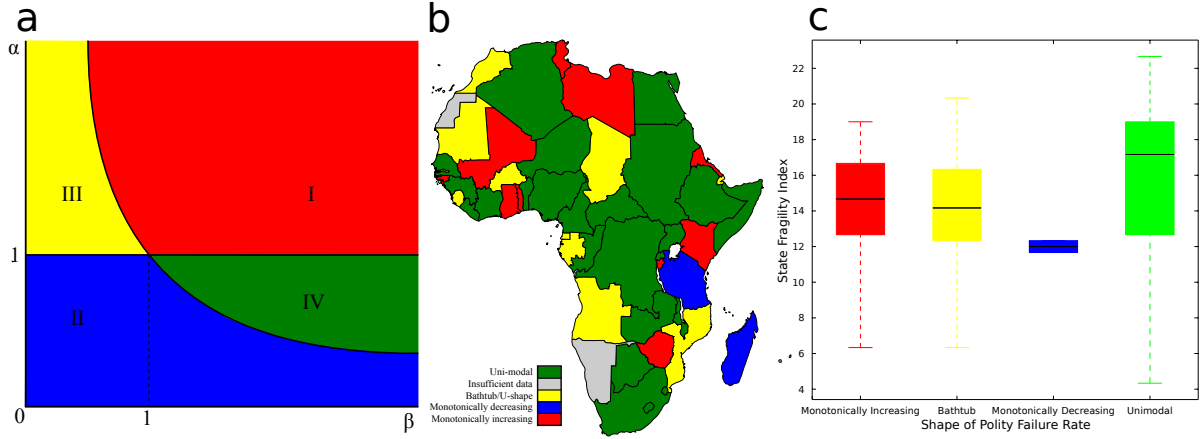 a
α
III
I
1
II
IV
0
1
β
b
Uni-modal
Insufficient data
Bathtub/U-shape
Monotonically decreasing
Monotonically increasing
c
State Fragility Index
22
20
18
16
14
12
10
8
6
4
Monotonically Increasing
Bathtub
Monotonically Decreasing
Unimodal
Shape of Polity Failure Rate